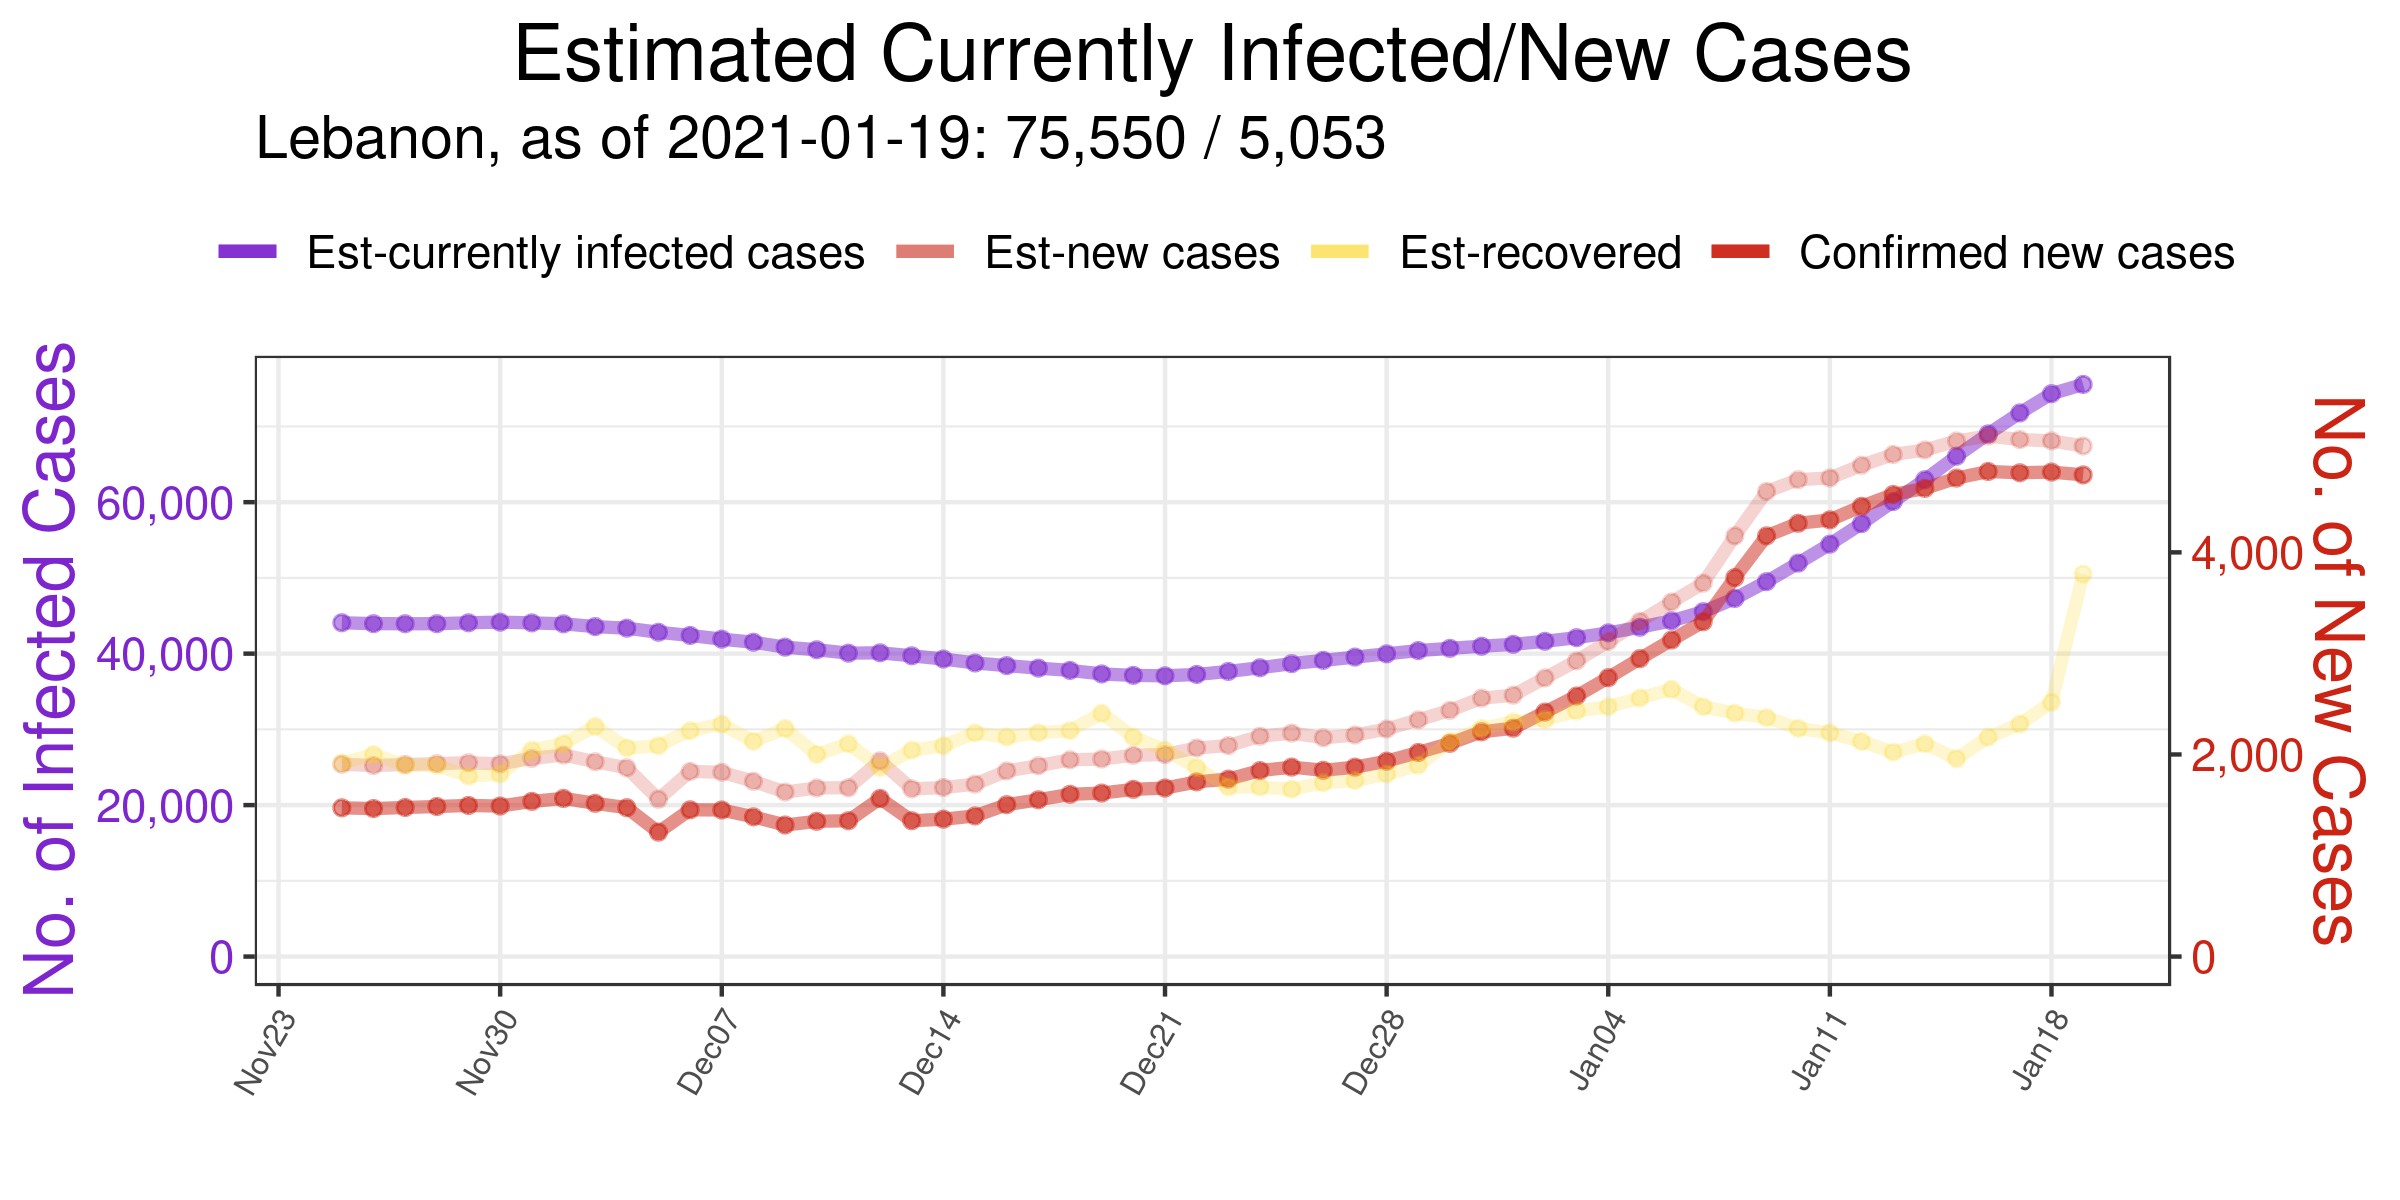 Estimated Currently Infected/New Cases
Lebanon, as of 2021-01-19: 75,550 / 5,053
Est-currently infected cases Est-new cases Est-recovered Confirmed new cases
No. of Infected Cases
60,000
40,000
20,000
0
4,000
2,000
0
No. of New Cases
Nov23 Nov30 Dec07 Dec14 Dec21 Dec28 Jan04 Jan11 Jan18